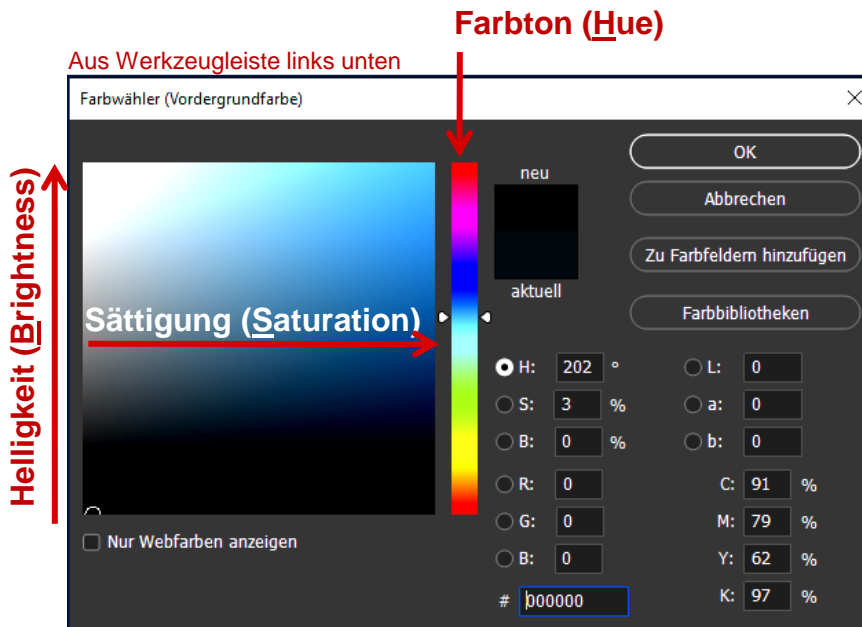 Farbton (Hue)
Aus Werkzeugleiste links unten
Farbwähler (Vordergrundfarbe)
Helligkeit (Brightness)
Sättigung (Saturation)
neu
aktuell
OK
Abbrechen
Zu Farbfeldern hinzufügen
Farbbibliotheken
H: 202 °
S: 3 %
B: 0 %
R: 0
G: 0
B: 0
# 000000
L: 0
a: 0
b: 0
C: 91 %
M: 79 %
Y: 62 %
K: 97 %
Nur Webfarben anzeigen